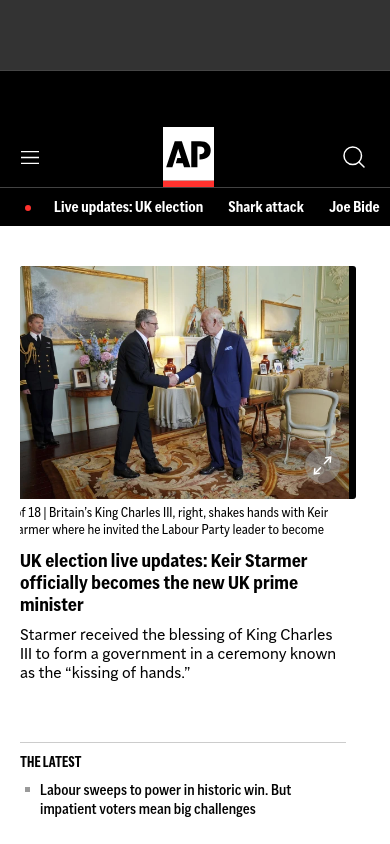 AP
Live updates: UK election Shark attack Joe Bide
of 18 | Britain's King Charles III, right, shakes hands with Keir
armer where he invited the Labour Party leader to become
UK election live updates: Keir Starmer
officially becomes the new UK prime
minister
Starmer received the blessing of King Charles
III to form a government in a ceremony known
as the “kissing of hands.”
THE LATEST
Labour sweeps to power in historic win. But
impatient voters mean big challenges